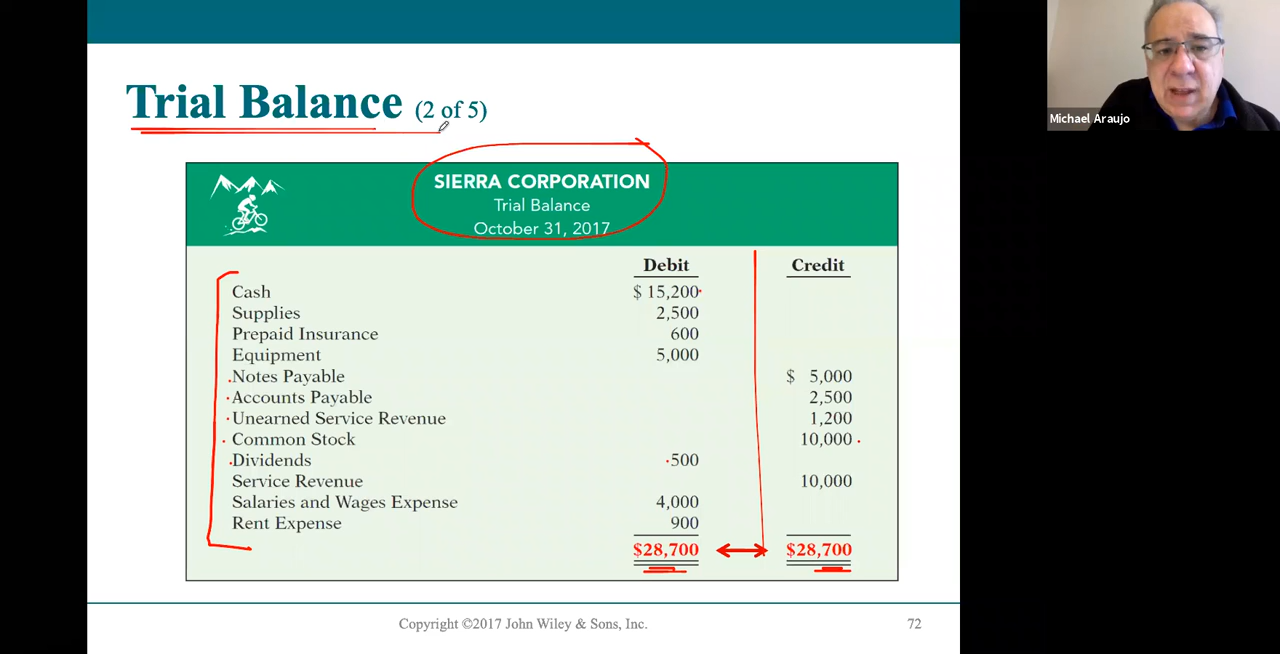 Trial Balance (2 of 5)
Michael Araujo
SIERRA CORPORATION
Trial Balance
October 31, 2017
Debit Credit
Cash $ 15,200
Supplies 2,500
Prepaid Insurance 600
Equipment 5,000
Notes Payable $ 5,000
Accounts Payable 2,500
Unearned Service Revenue 1,200
Common Stock 10,000
Dividends 500
Service Revenue 10,000
Salaries and Wages Expense 4,000
Rent Expense 900
$28,700 $28,700
Copyright ©2017 John Wiley & Sons, Inc. 72